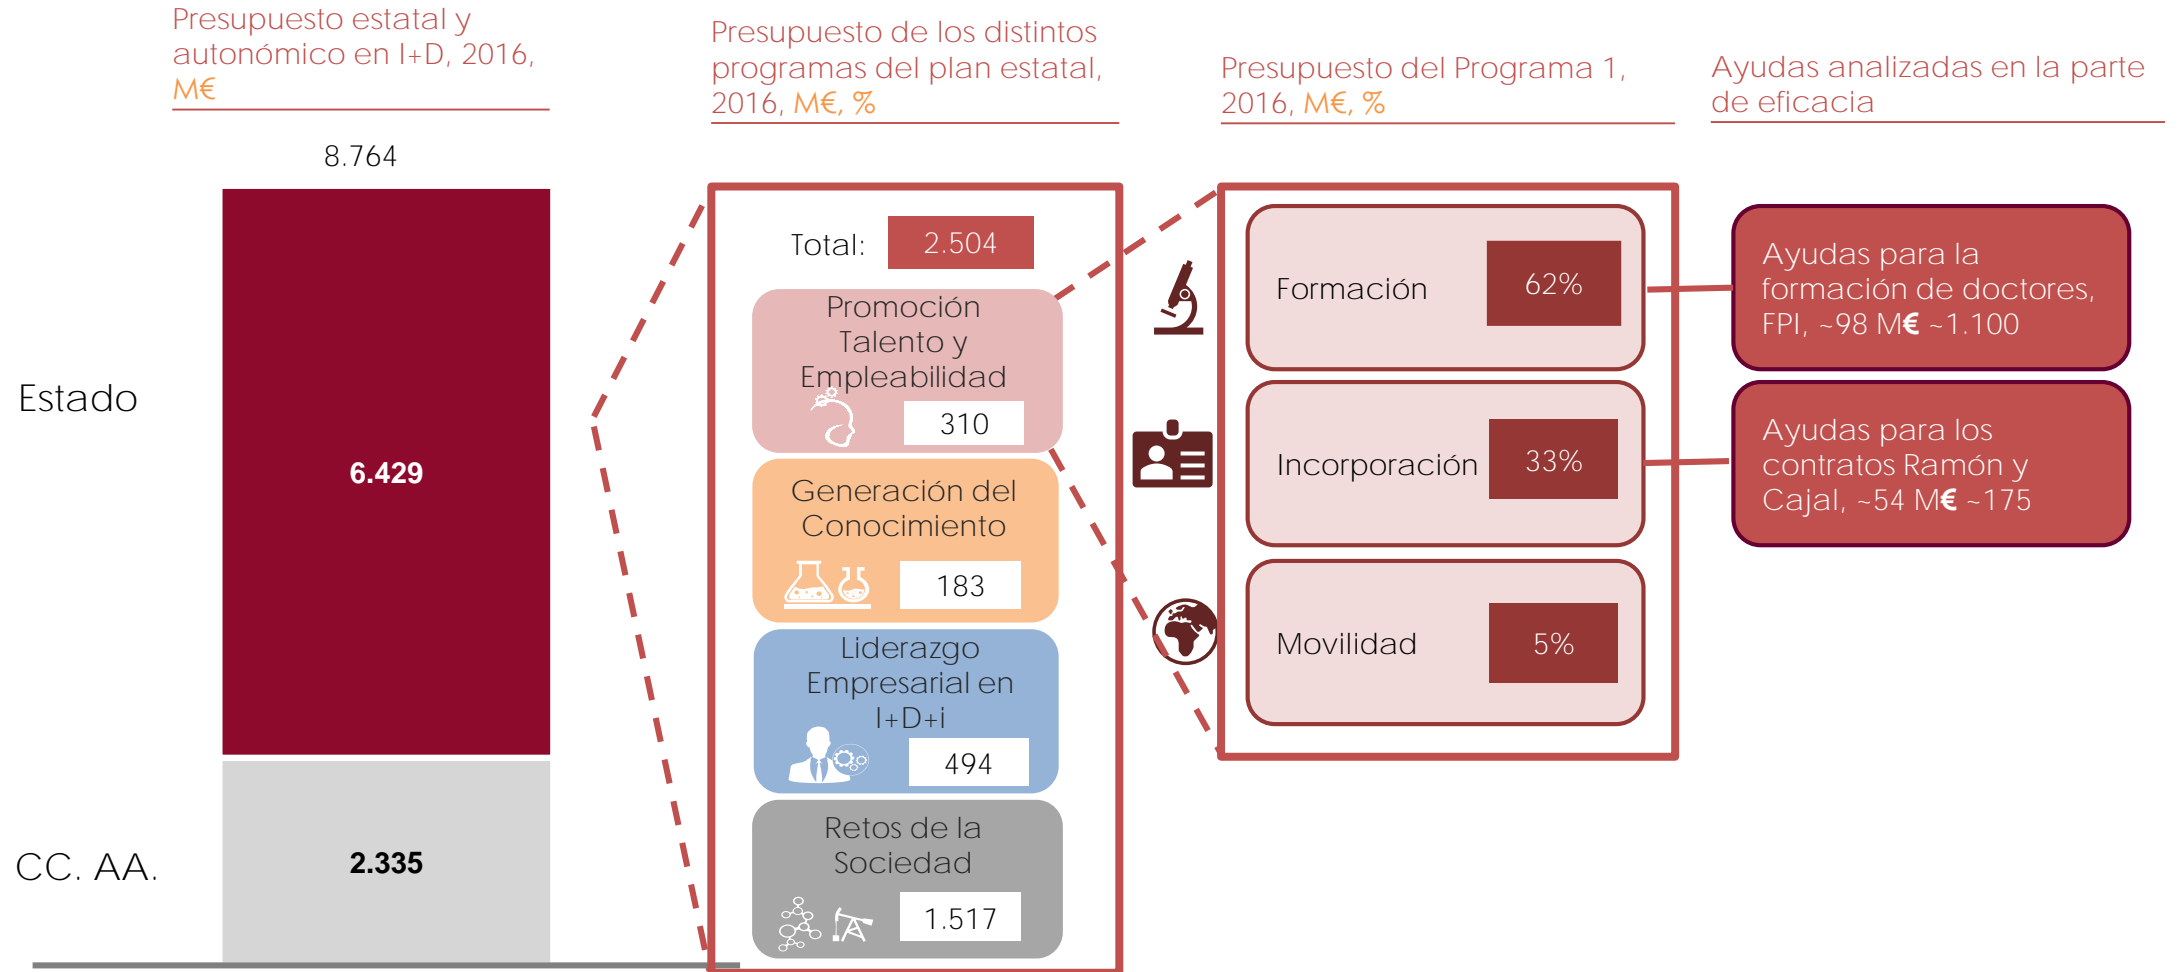 Presupuesto estatal y
autonómico en I+D, 2016,
M€
8.764
Estado
6.429
CC. AA.
2.335
Presupuesto de los distintos
programas del plan estatal,
2016, M€, %
Total:
2.504
Promoción
Talento y
Empleabilidad
310
Generación del
Conocimiento
183
Liderazgo
Empresarial en
I+D+i
494
Retos de la
Sociedad
1.517
Presupuesto del Programa 1,
2016, M€, %
Formación
62%
Incorporación
33%
Movilidad
5%
Ayudas analizadas en la parte
de eficacia
Ayudas para la
formación de doctores,
FPI, ~98 M€ ~1.100
Ayudas para los
contratos Ramón y
Cajal, ~54 M€ ~175